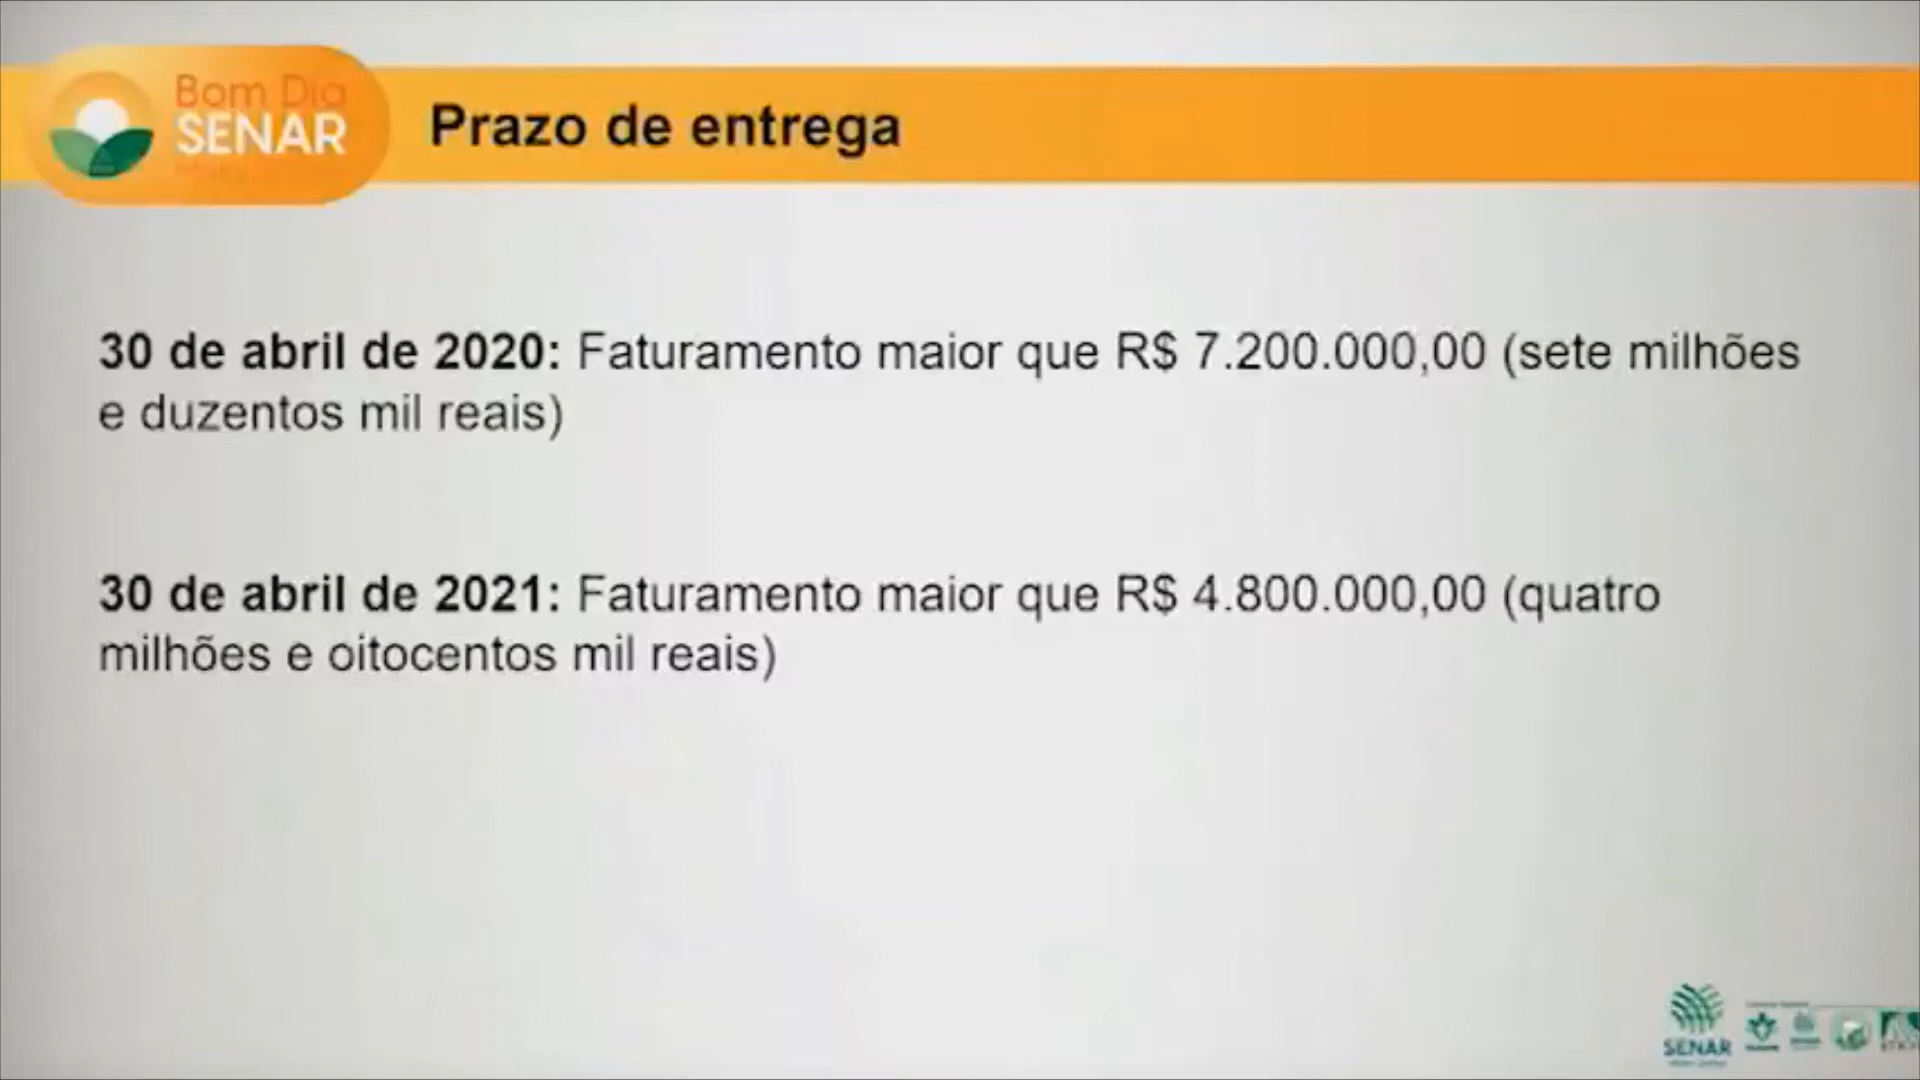 Bom Dia
SENAR
Prazo de entrega
30 de abril de 2020: Faturamento maior que R$ 7.200.000,00 (sete milhões
e duzentos mil reais)
30 de abril de 2021: Faturamento maior que R$ 4.800.000,00 (quatro
milhões e oitocentos mil reais)
SENAR